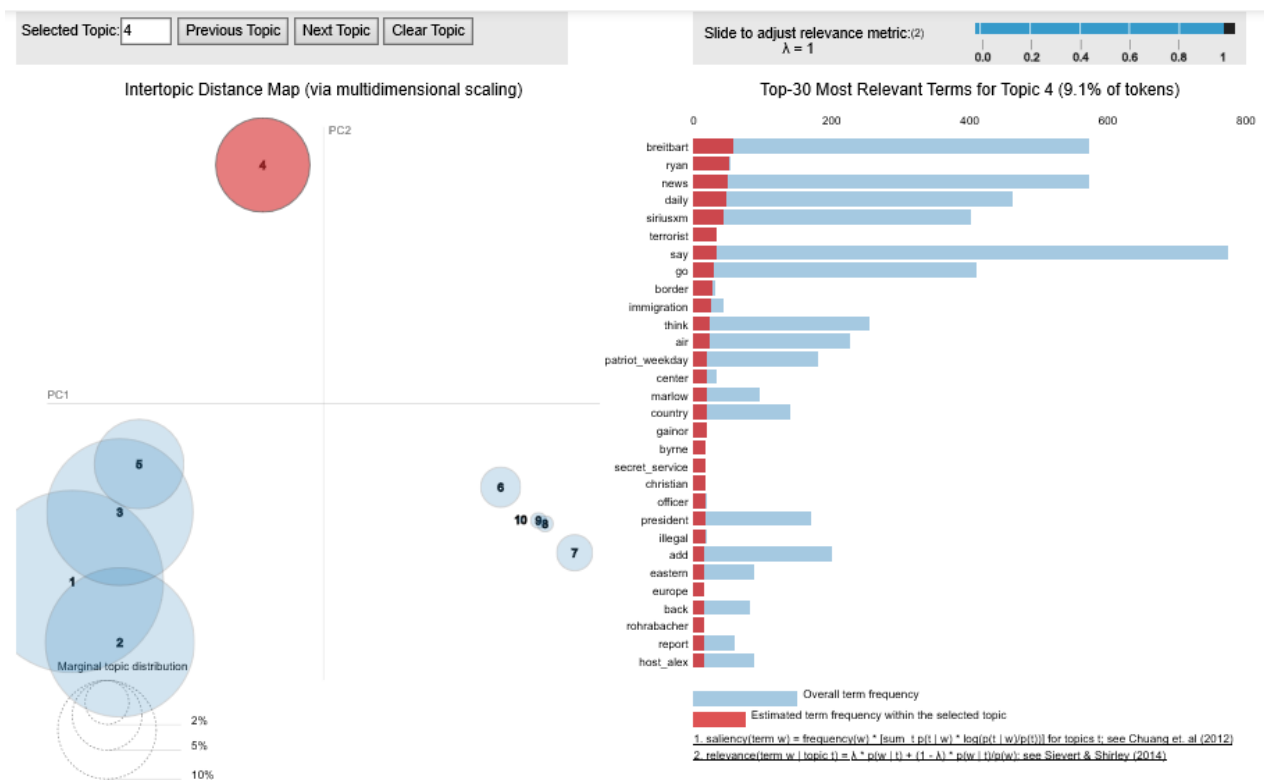 Selected Topic: 4 Previous Topic Next Topic Clear Topic
Slide to adjust relevance metric:(2)
λ = 1
0.0 0.2 0.4 0.6 0.8 1
Intertopic Distance Map (via multidimensional scaling)
PC2
PC1
4
5
3
1
2
6
10 9 8
7
Marginal topic distribution
2%
5%
10%
Top-30 Most Relevant Terms for Topic 4 (9.1% of tokens)
0 200 400 600 800
breitbart
ryan
news
daily
siriusxm
terrorist
say
go
border
immigration
think
air
patriot_weekday
center
marlow
country
gainor
byrne
secret_service
christian
officer
president
illegal
add
eastern
europe
back
rohrabacher
report
host_alex
Overall term frequency
Estimated term frequency within the selected topic
1. saliency(term w) = frequency(w) * [sum_t p(t | w) * log(p(t | w)/p(t))] for topics t; see Chuang et. al (2012)
2. relevance(term w | topic t) = λ * p(w | t) + (1 - λ) * p(w | t)/p(w); see Sievert & Shirley (2014)